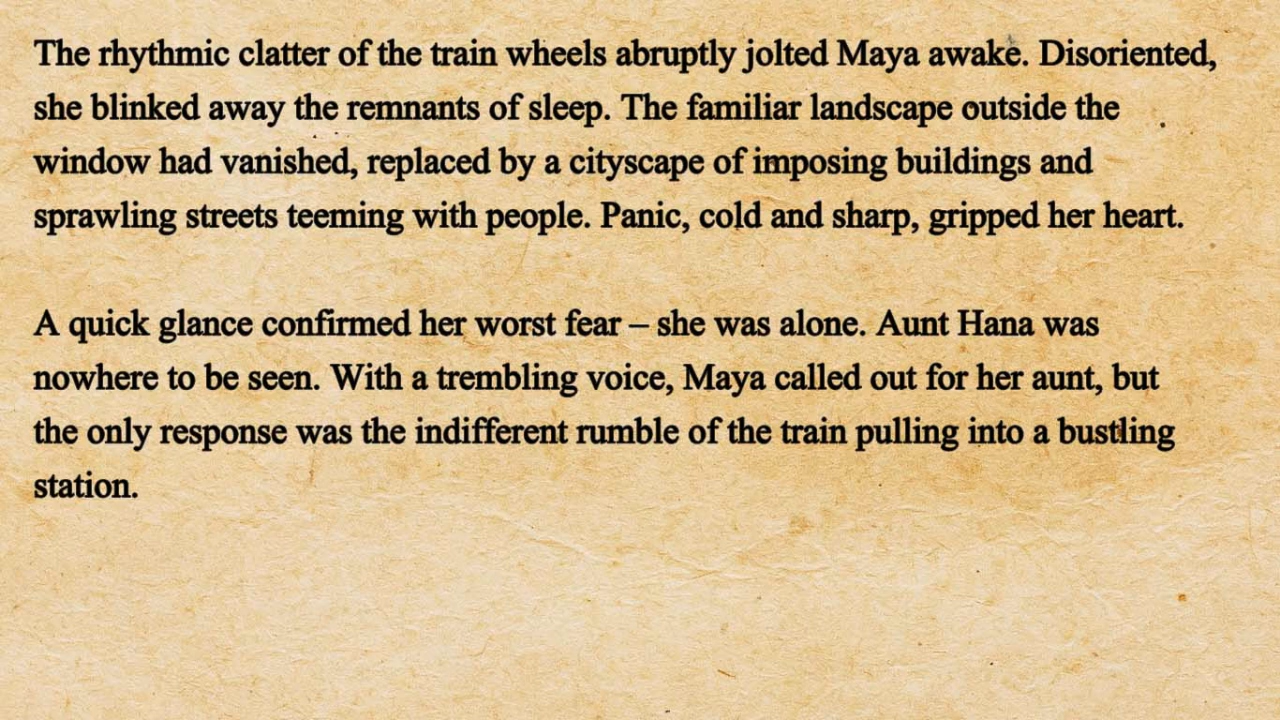 The rhythmic clatter of the train wheels abruptly jolted Maya awake. Disoriented,
she blinked away the remnants of sleep. The familiar landscape outside the
window had vanished, replaced by a cityscape of imposing buildings and
sprawling streets teeming with people. Panic, cold and sharp, gripped her heart.
A quick glance confirmed her worst fear – she was alone. Aunt Hana was
nowhere to be seen. With a trembling voice, Maya called out for her aunt, but
the only response was the indifferent rumble of the train pulling into a bustling
station.